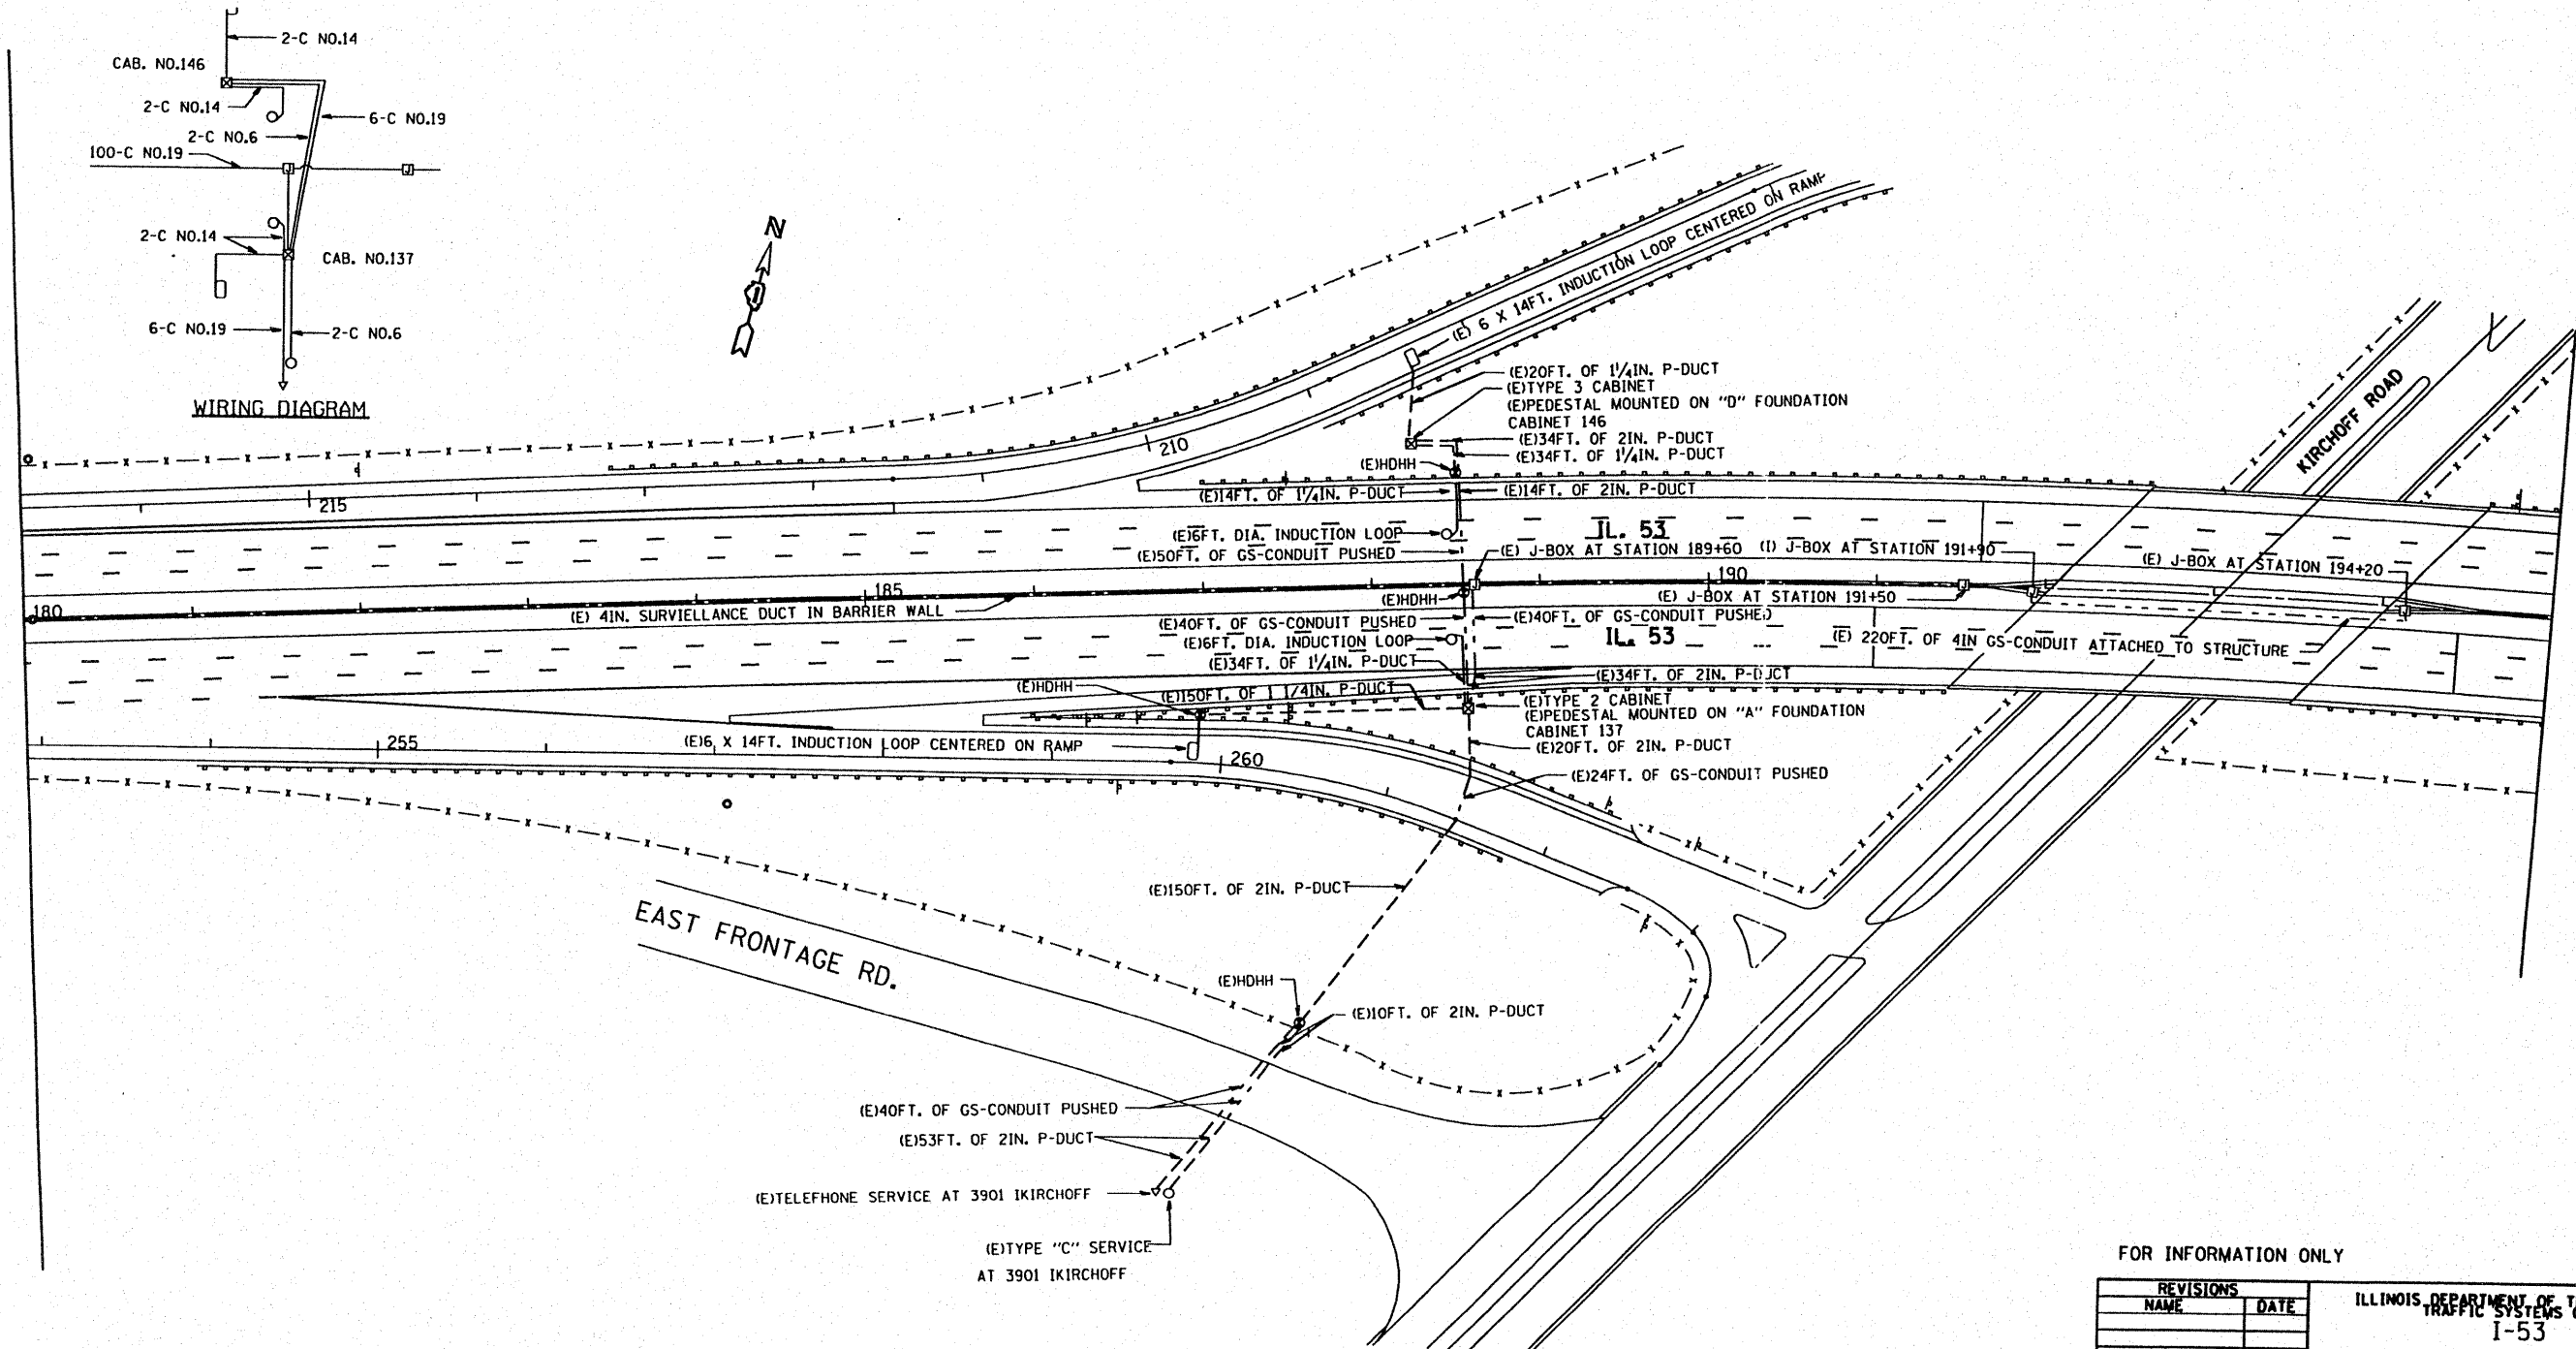 2-C NO.14
CAB. NO.146
2-C NO.14
6-C NO.19
2-C NO.6
100-C NO.19
J
J
2-C NO.14
CAB. NO.137
6-C NO.19
2-C NO.6
WIRING DIAGRAM
N
(E) 6 X 14FT. INDUCTION LOOP CENTERED ON RAMP
(E)20FT. OF 1¼IN. P-DUCT
(E)TYPE 3 CABINET
(E)PEDESTAL MOUNTED ON "D" FOUNDATION
CABINET 146
(E)34FT. OF 2IN. P-DUCT
(E)34FT. OF 1¼IN. P-DUCT
KIRCHOFF ROAD
210
(E)HDHH
(E)14FT. OF 1¼IN. P-DUCT
(E)14FT. OF 2IN. P-DUCT
215
(E)6FT. DIA. INDUCTION LOOP
IL. 53
(E)50FT. OF GS-CONDUIT PUSHED
(E) J-BOX AT STATION 189+60
(I) J-BOX AT STATION 191+90
(E) J-BOX AT STATION 194+20
180
185
190
J
J
J
J
(E) 4IN. SURVIELLANCE DUCT IN BARRIER WALL
(E)HDHH
(E) J-BOX AT STATION 191+50
(E)40FT. OF GS-CONDUIT PUSHED
(E)40FT. OF GS-CONDUIT PUSHED
(E)6FT. DIA. INDUCTION LOOP
IL. 53
(E) 220FT. OF 4IN GS-CONDUIT ATTACHED TO STRUCTURE
(E)34FT. OF 1¼IN. P-DUCT
(E)34FT. OF 2IN. P-DUCT
(E)HDHH
(E)150FT. OF 1 1/4IN. P-DUCT
(E)TYPE 2 CABINET
(E)PEDESTAL MOUNTED ON "A" FOUNDATION
CABINET 137
(E)20FT. OF 2IN. P-DUCT
255
(E)6 X 14FT. INDUCTION LOOP CENTERED ON RAMP
260
(E)24FT. OF GS-CONDUIT PUSHED
(E)150FT. OF 2IN. P-DUCT
EAST FRONTAGE RD.
(E)HDHH
(E)10FT. OF 2IN. P-DUCT
(E)40FT. OF GS-CONDUIT PUSHED
(E)53FT. OF 2IN. P-DUCT
(E)TELEFHONE SERVICE AT 3901 IKIRCHOFF
(E)TYPE "C" SERVICE
AT 3901 IKIRCHOFF
FOR INFORMATION ONLY
REVISIONS
NAME DATE
ILLINOIS DEPARTMENT OF
TRAFFIC SYSTEMS
I-53